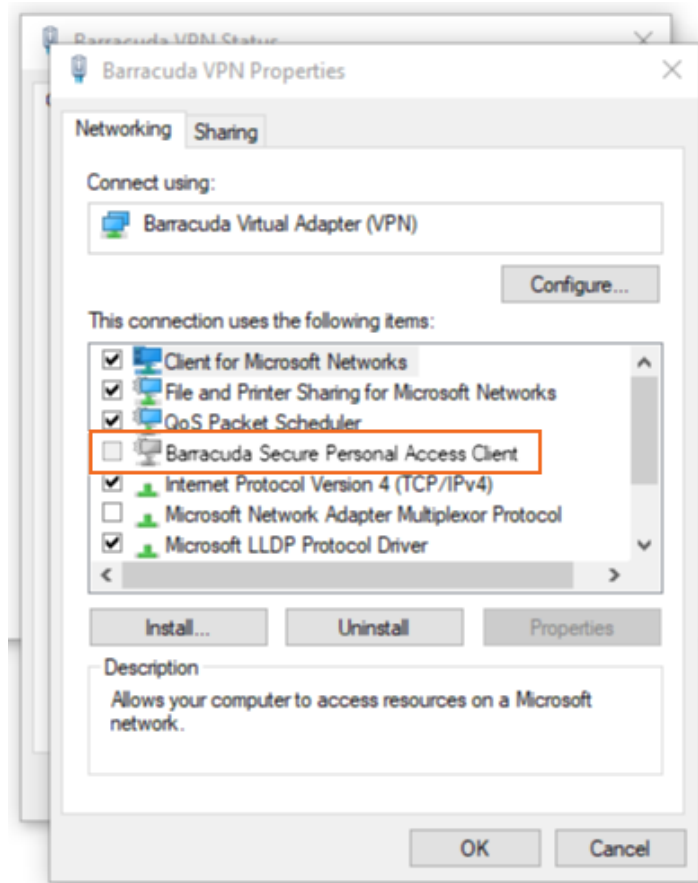 Barracuda VPN Status
Barracuda VPN Properties
Networking
Sharing
Connect using:
Barracuda Virtual Adapter (VPN)
Configure...
This connection uses the following items:
Client for Microsoft Networks
File and Printer Sharing for Microsoft Networks
QoS Packet Scheduler
Barracuda Secure Personal Access Client
Internet Protocol Version 4 (TCP/IPv4)
Microsoft Network Adapter Multiplexor Protocol
Microsoft LLDP Protocol Driver
Install...
Uninstall
Properties
Description
Allows your computer to access resources on a Microsoft
network.
OK
Cancel